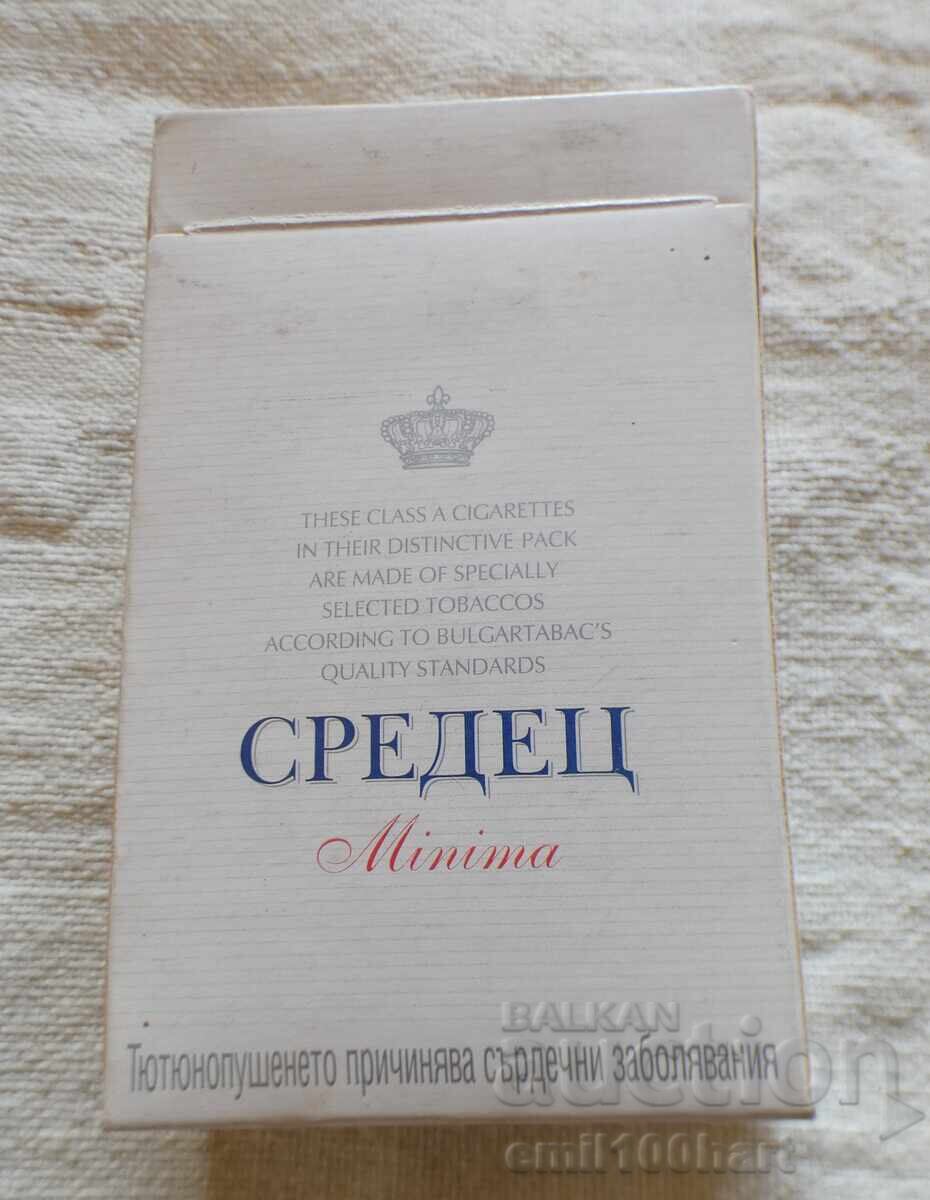 THESE CLASS A CIGARETTES
IN THEIR DISTINCTIVE PACK
ARE MADE OF SPECIALLY
SELECTED TOBACCOS
ACCORDING TO BULGARTABAC'S
QUALITY STANDARDS
СРЕДЕЦ
Minima
BALKAN
auction
Тютюнопушенето причинява сърдечни заболявания
emil100hart